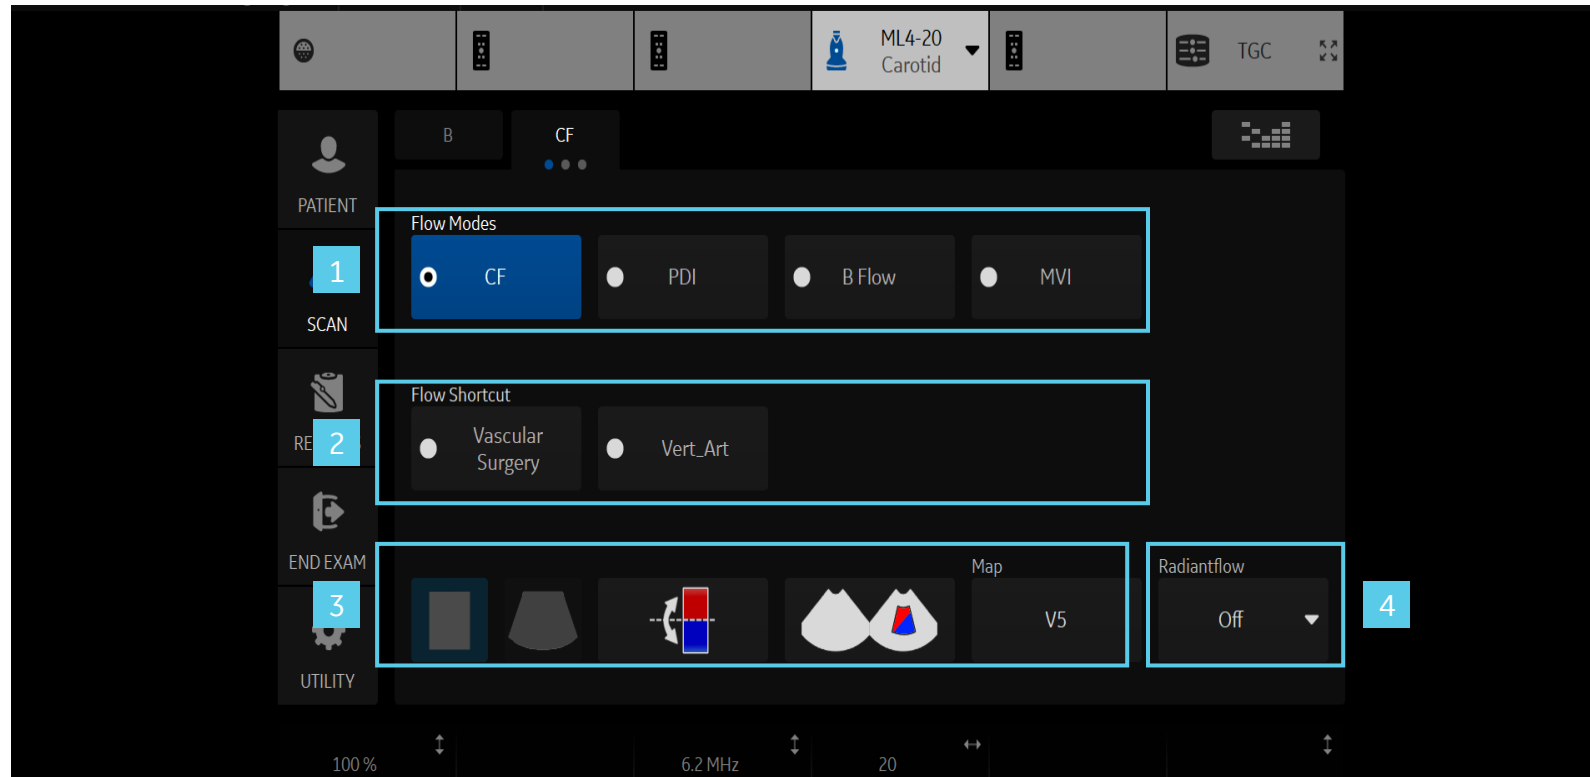 ML4-20
Carotid
TGC
B
CF
PATIENT
Flow Modes
1
CF
PDI
B Flow
MVI
SCAN
Flow Shortcut
2
Vascular
Surgery
Vert_Art
END EXAM
Map
Radiantflow
3
V5
Off
4
UTILITY
100 %
6.2 MHz
20